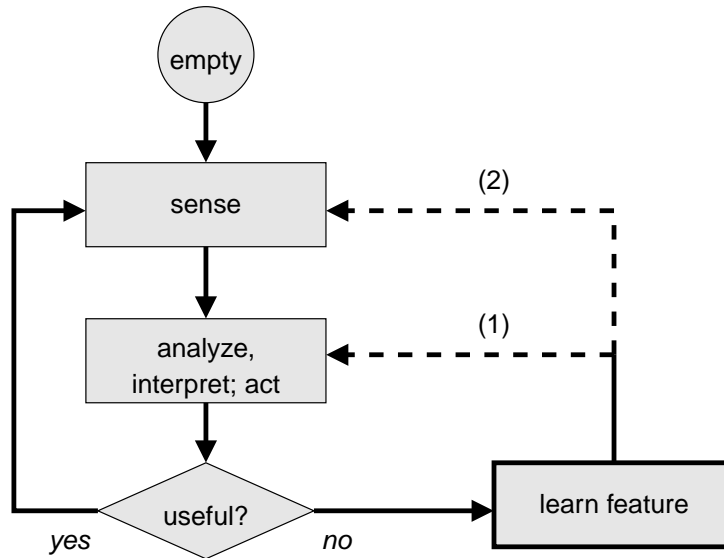 empty
(2)
sense
(1)
analyze,
interpret; act
learn feature
useful?
yes
no